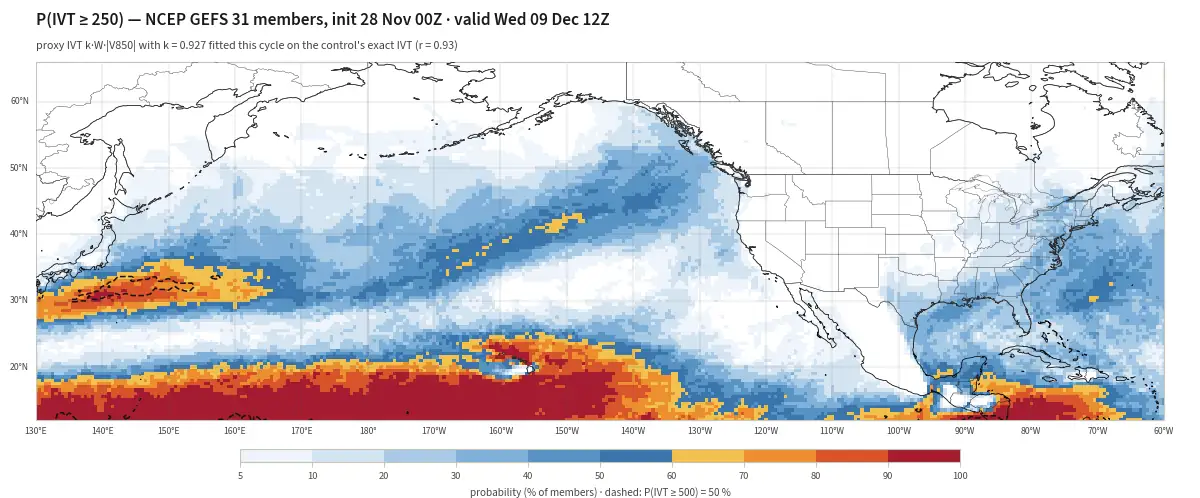 P(IVT ≥ 250) — NCEP GEFS 31 members, init 28 Nov 00Z · valid Wed 09 Dec 12Z
proxy IVT k·W·|V850| with k = 0.927 fitted this cycle on the control's exact IVT (r = 0.93)
60°N
50°N
40°N
30°N
20°N
130°E 140°E 150°E 160°E 170°E 180° 170°W 160°W 150°W 140°W 130°W 120°W 110°W 100°W 90°W 80°W 70°W 60°W
5 10 20 30 40 50 60 70 80 90 100
probability (% of members) · dashed: P(IVT ≥ 500) = 50 %